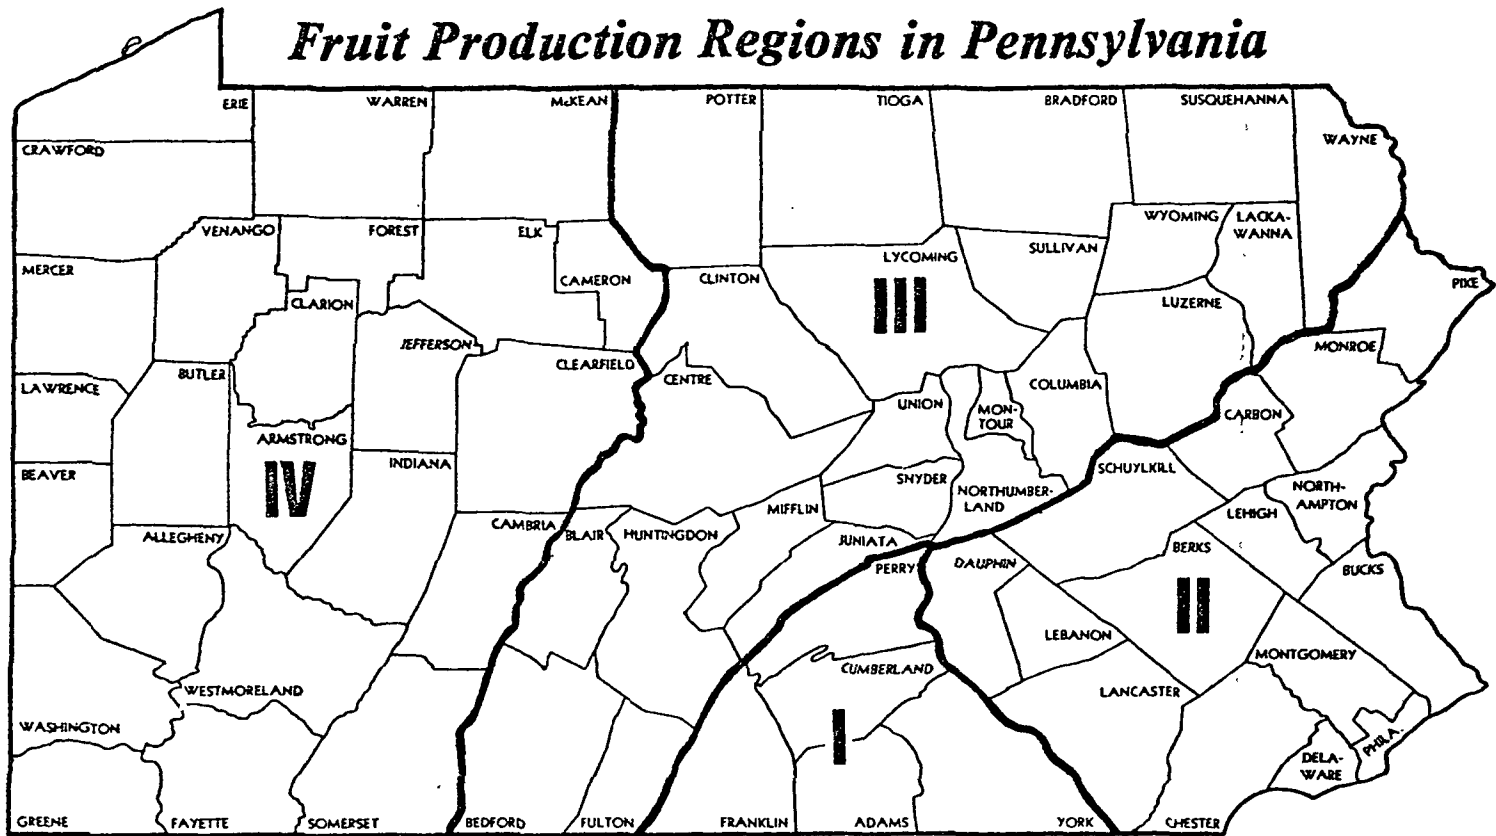 Fruit Production Regions in Pennsylvania
ERIE
WARREN
McKEAN
POTTER
TIOGA
BRADFORD
SUSQUEHANNA
WAYNE
CRAWFORD
VENANGO
FOREST
ELK
CAMERON
CLINTON
LYCOMING
SULLIVAN
WYOMING
LACKA-
WANNA
PIKE
MERCER
CLARION
JEFFERSON
CLEARFIELD
CENTRE
III
LUZERNE
MONROE
LAWRENCE
BUTLER
ARMSTRONG
INDIANA
UNION
MON-
TOUR
COLUMBIA
CARBON
BEAVER
IV
CAMBRIA
BLAIR
HUNTINGDON
MIFFLIN
SNYDER
NORTHUMBER-
LAND
SCHUYLKILL
LEHIGH
NORTH-
AMPTON
ALLEGHENY
JUNIATA
PERRY
DAUPHIN
BERKS
BUCKS
II
LEBANON
CUMBERLAND
MONTGOMERY
WESTMORELAND
LANCASTER
WASHINGTON
I
DELA-
WARE
PHILA.
GREENE
FAYETTE
SOMERSET
BEDFORD
FULTON
FRANKLIN
ADAMS
YORK
CHESTER